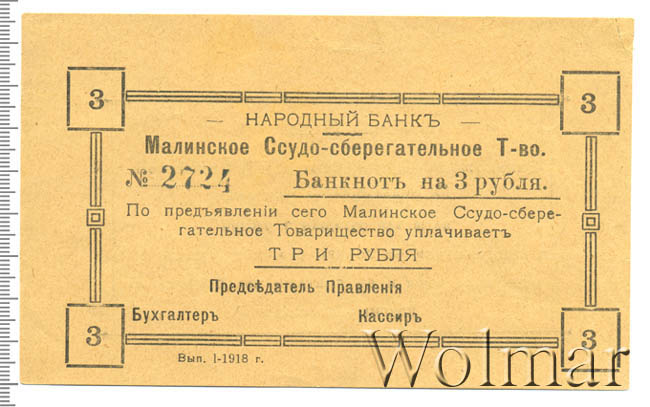 3 3
— НАРОДНЫЙ БАНКЪ —
Малинское Ссудо-сберегательное Т-во.
№ 2724 Банкнотъ на 3 рубля.
По предъявленіи сего Малинское Ссудо-сбере-
гательное Товарищество уплачиваетъ
ТРИ РУБЛЯ
Предсѣдатель Правленія
Бухгалтеръ Кассиръ
3 3
Вып. I-1918 г.
Wolmar